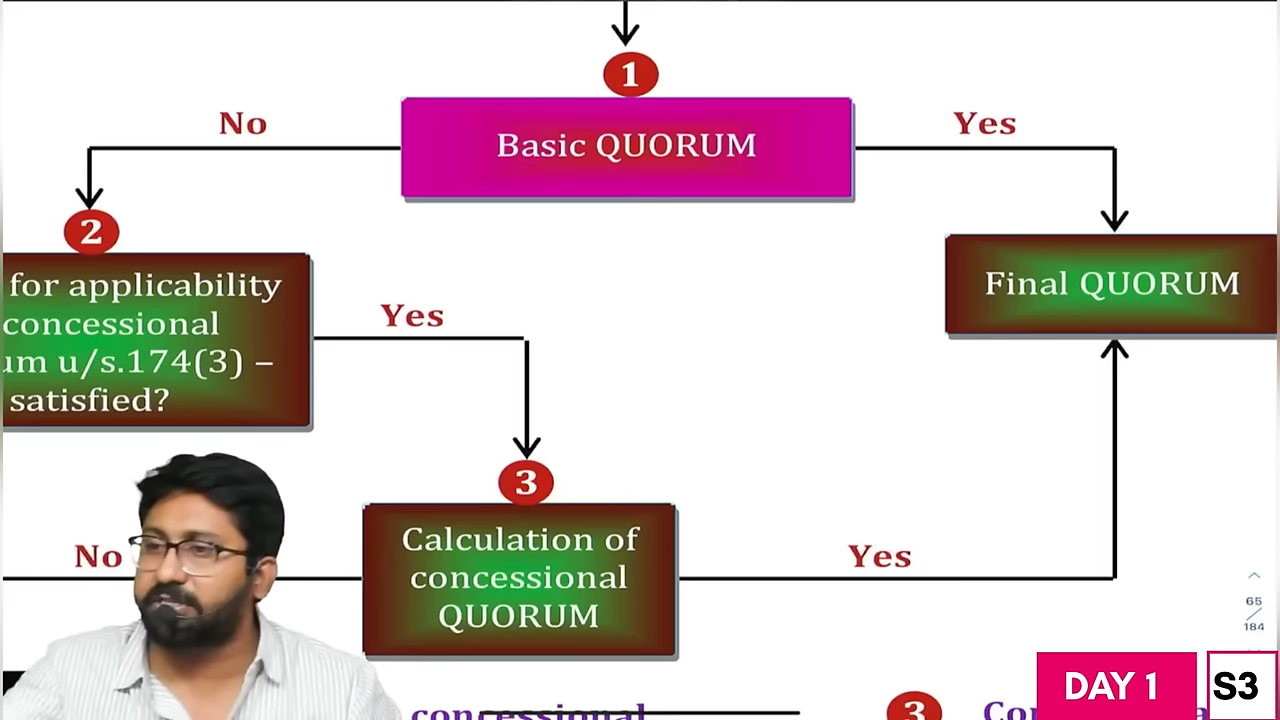 1
Basic QUORUM
No
Yes
2
for applicability
concessional
um u/s.174(3) –
satisfied?
Yes
Final QUORUM
3
Calculation of
concessional
QUORUM
No
Yes
65
184
DAY 1
S3
concessional
3